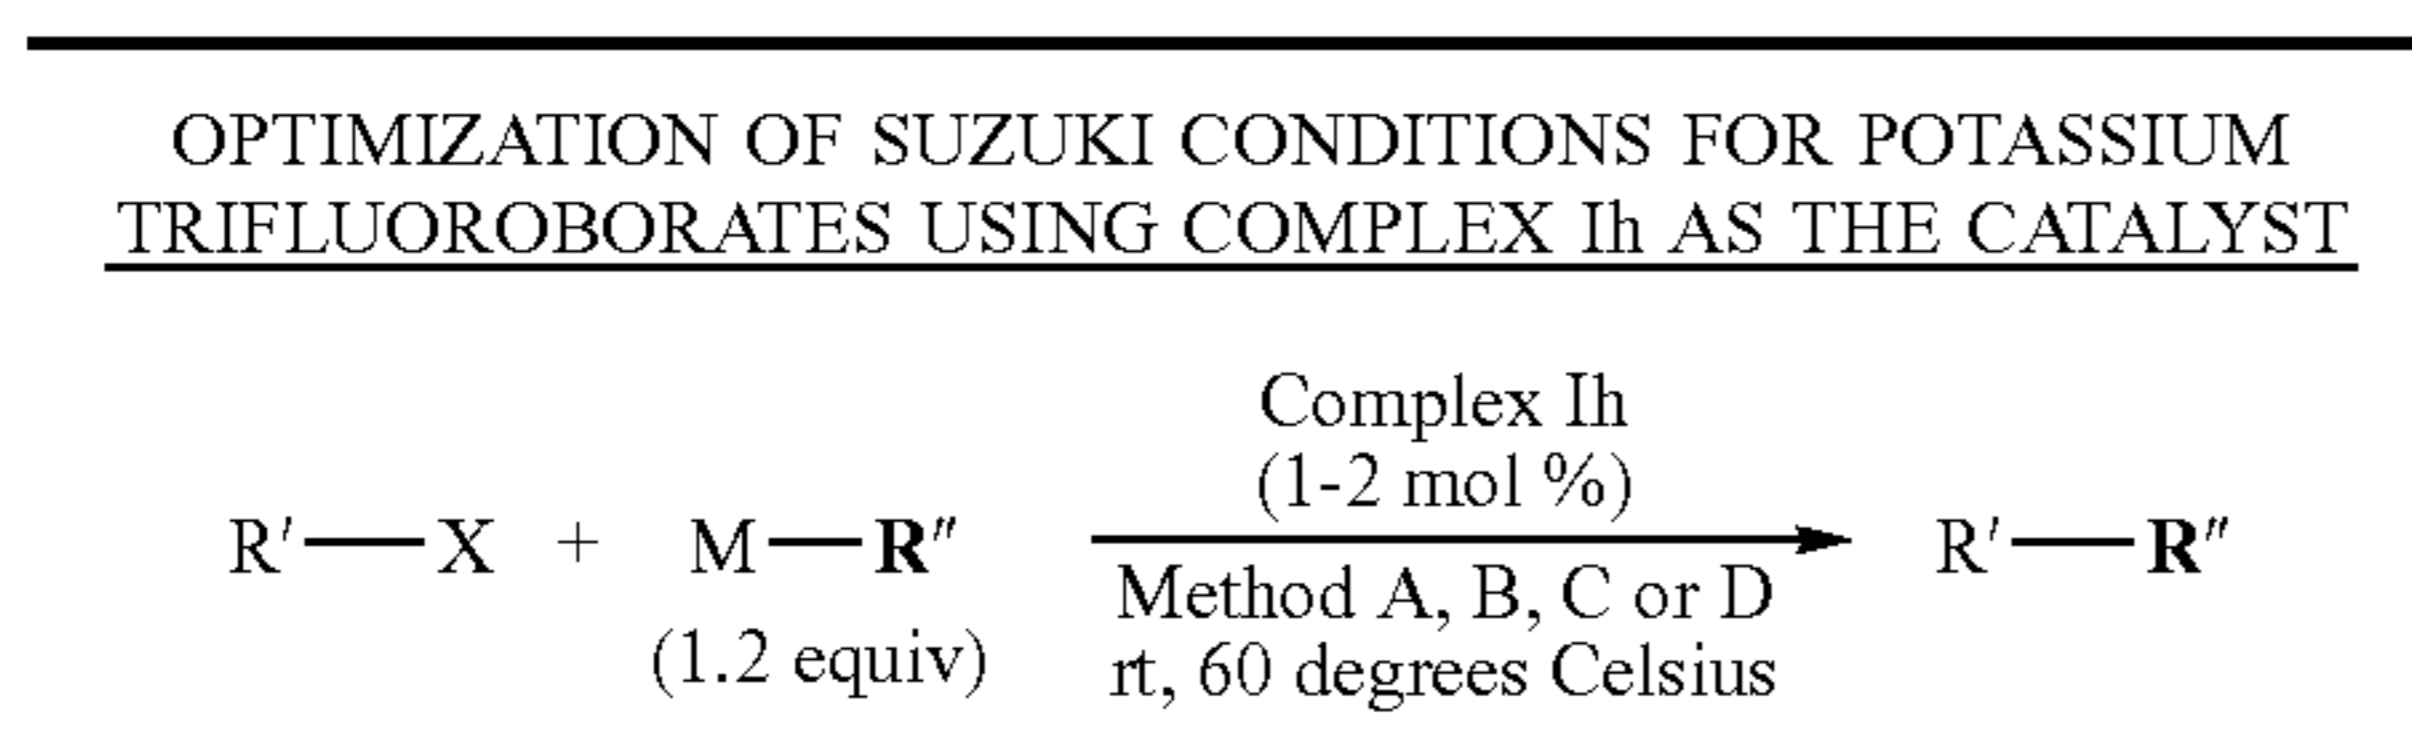 OPTIMIZATION OF SUZUKI CONDITIONS FOR POTASSIUM
TRIFLUOROBORATES USING COMPLEX Ih AS THE CATALYST
Complex Ih
(1-2 mol %)
R′—X + M—R″ R′—R″
Method A, B, C or D
(1.2 equiv) rt, 60 degrees Celsius